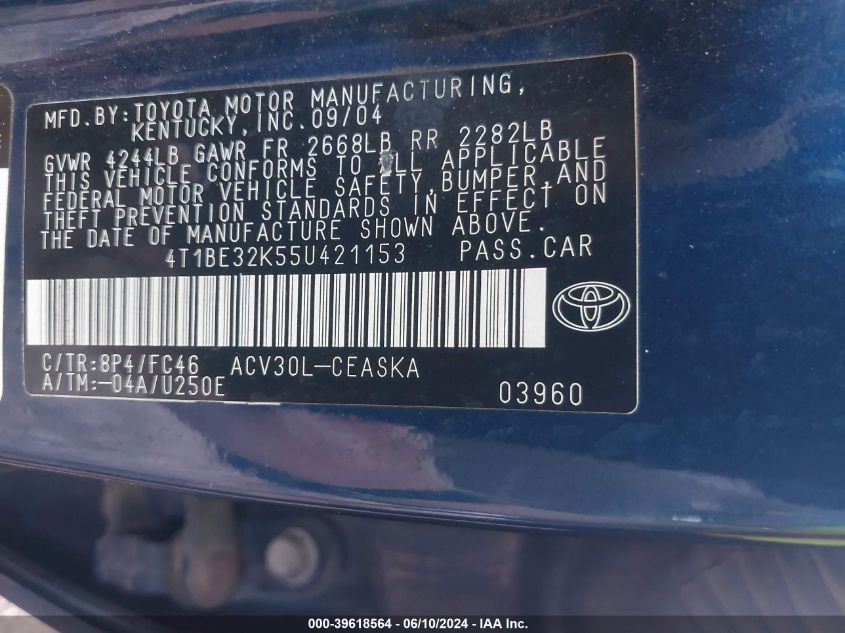 MFD.BY:TOYOTA MOTOR MANUFACTURING,
KENTUCKY,INC.09/04
GVWR 4244LB GAWR FR 2668LB RR 2282LB
THIS VEHICLE CONFORMS TO ALL APPLICABLE
FEDERAL MOTOR VEHICLE SAFETY,BUMPER,AND
THEFT PREVENTION STANDARDS IN EFFECT ON
THE DATE OF MANUFACTURE SHOWN ABOVE.
4T1BE32K55U421153 PASS.CAR
C/TR:8P4/FC46 ACV30L-CEASKA
A/TM:-04A/U250E 03960
000-39618564 - 06/10/2024 - IAA Inc.